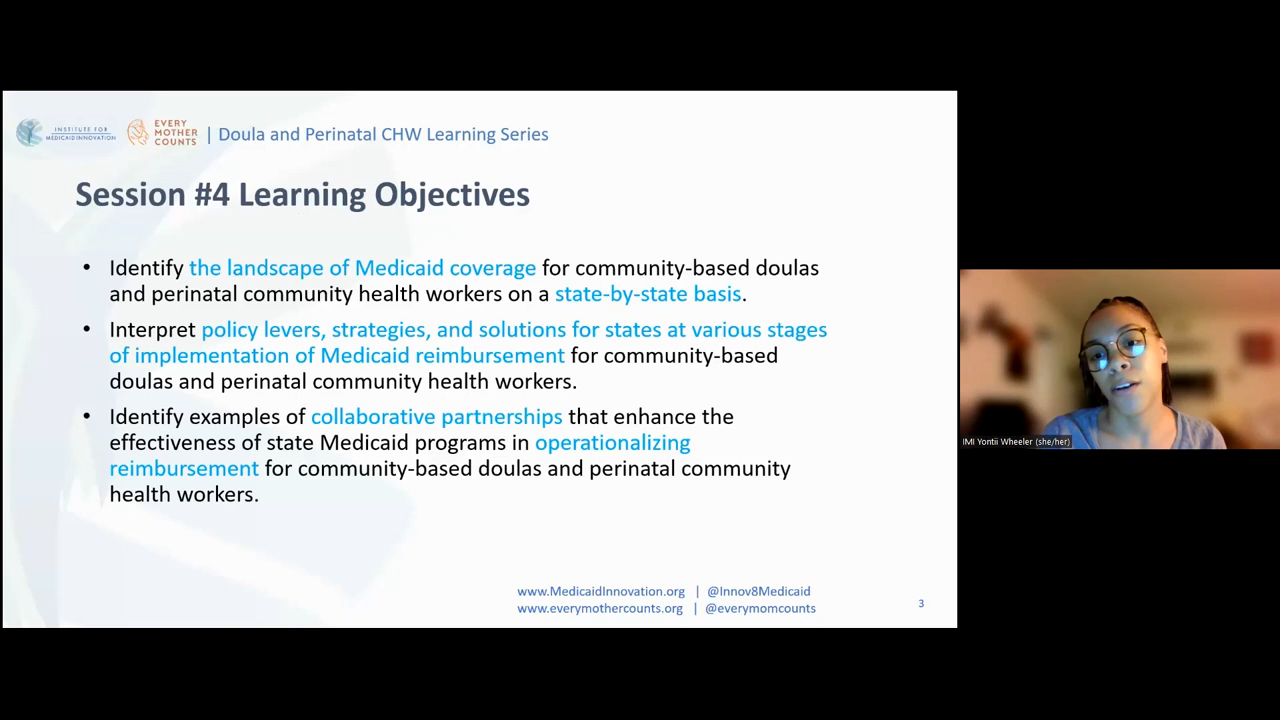 INSTITUTE FOR
MEDICAID INNOVATION
EVERY
MOTHER
COUNTS
| Doula and Perinatal CHW Learning Series
Session #4 Learning Objectives
• Identify the landscape of Medicaid coverage for community-based doulas
and perinatal community health workers on a state-by-state basis.
• Interpret policy levers, strategies, and solutions for states at various stages
of implementation of Medicaid reimbursement for community-based
doulas and perinatal community health workers.
• Identify examples of collaborative partnerships that enhance the
effectiveness of state Medicaid programs in operationalizing
reimbursement for community-based doulas and perinatal community
health workers.
www.MedicaidInnovation.org | @Innov8Medicaid
www.everymothercounts.org | @everymomcounts
3
IMI Yontii Wheeler (she/her)